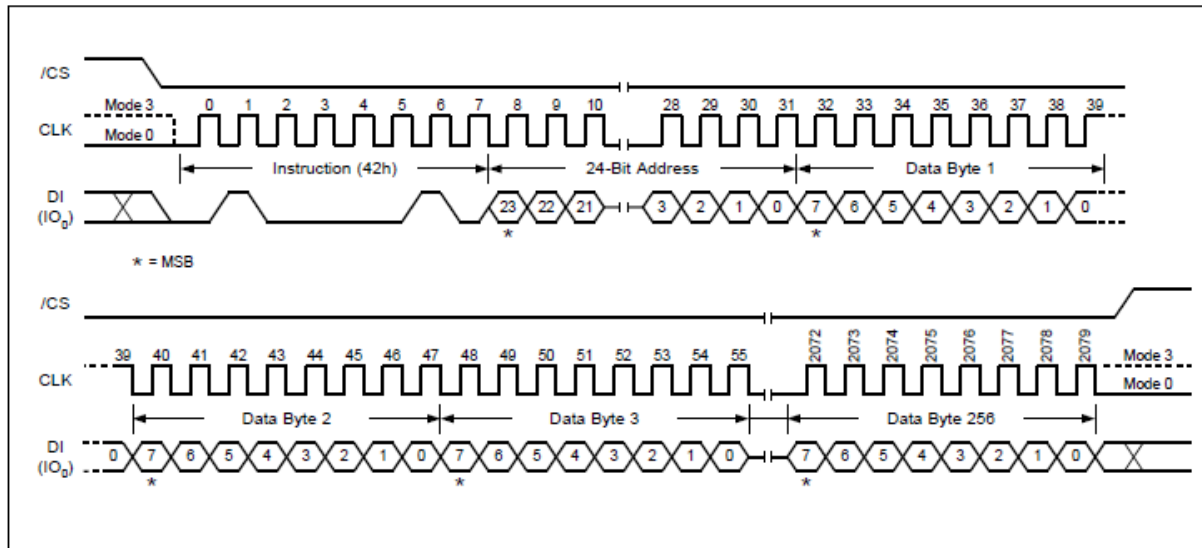 /CS
Mode 3 0 1 2 3 4 5 6 7 8 9 10 28 29 30 31 32 33 34 35 36 37 38 39
CLK Mode 0
Instruction (42h) 24-Bit Address Data Byte 1
DI
(IO0) 23 22 21 3 2 1 0 7 6 5 4 3 2 1 0
* *
* = MSB
/CS
39 40 41 42 43 44 45 46 47 48 49 50 51 52 53 54 55 2072 2073 2074 2075 2076 2077 2078 2079 Mode 3
CLK Mode 0
Data Byte 2 Data Byte 3 Data Byte 256
DI
(IO0) 0 7 6 5 4 3 2 1 0 7 6 5 4 3 2 1 0 7 6 5 4 3 2 1 0
* * *